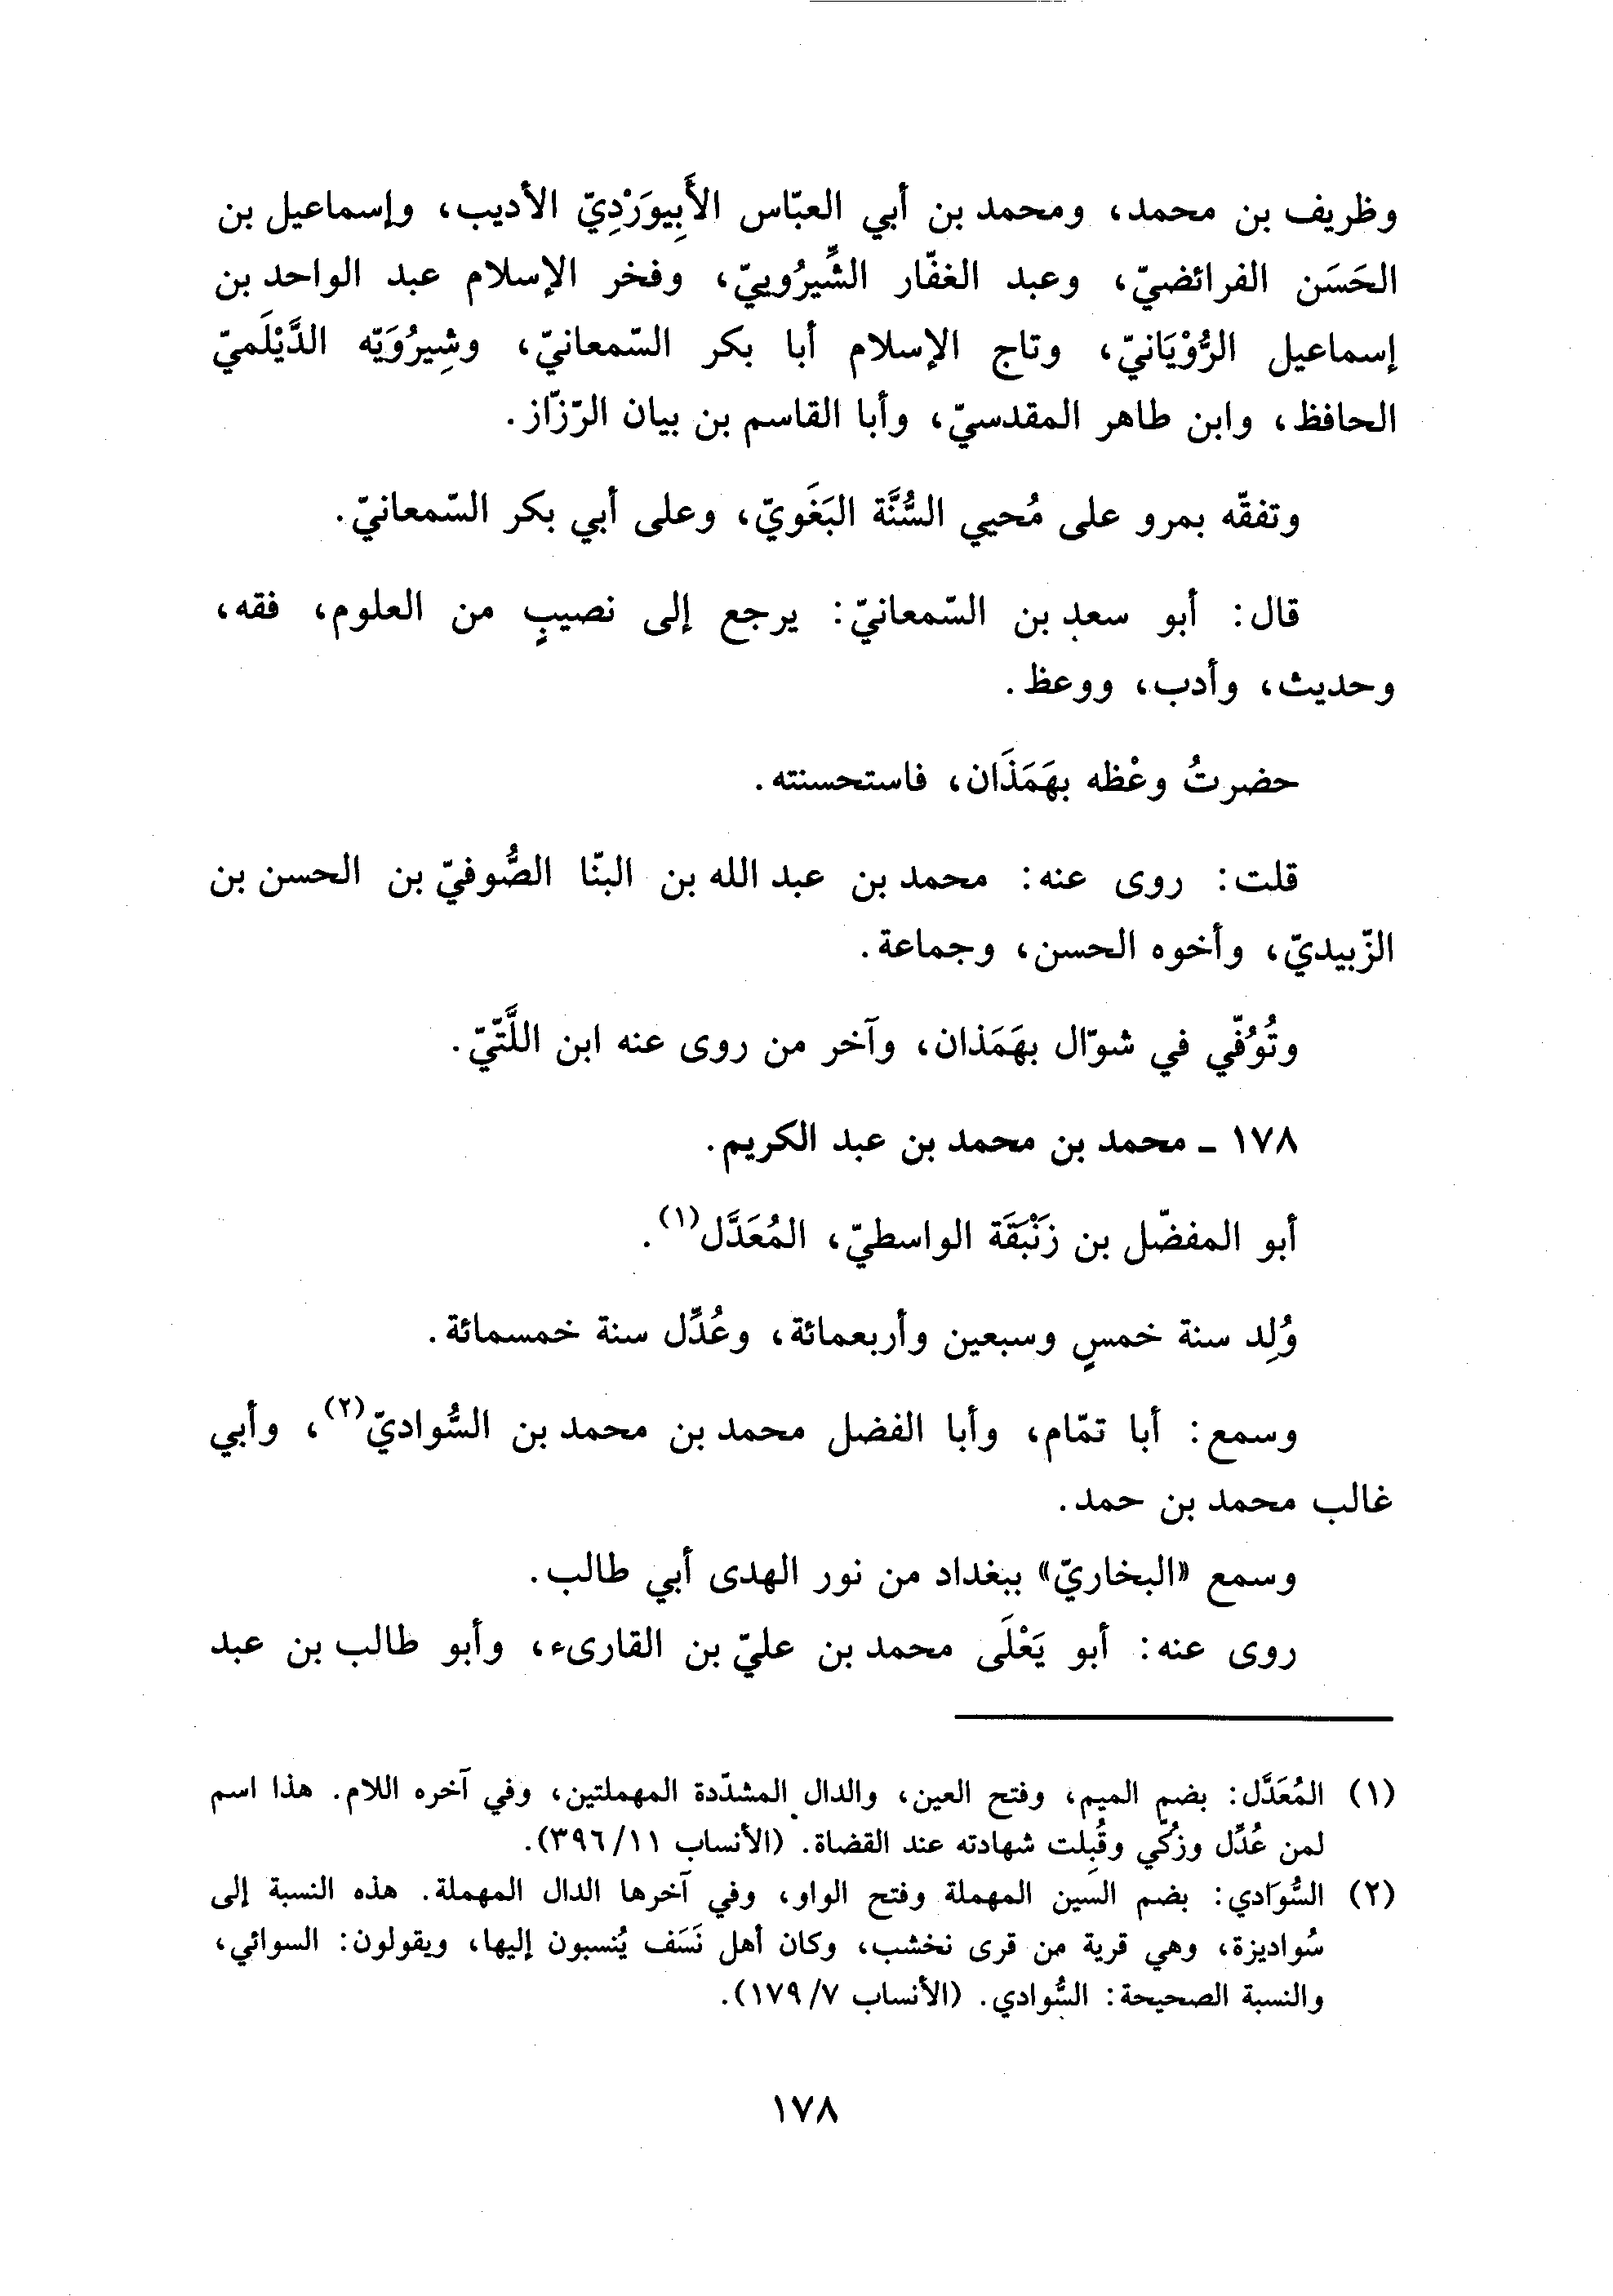 وظريف بن محمد، ومحمد بن أبي العبّاس الأَبِيوَرْدِيّ الأديب، وإسماعيل بن
الحَسَن الفرائضيّ، وعبد الغفّار الشِّيرُوييّ، وفخر الإسلام عبد الواحد بن
إسماعيل الرُّوْيَانيّ، وتاج الإسلام أبا بكر السّمعانيّ، وشِيرُوَيّه الدَّيْلَميّ
الحافظ، وابن طاهر المقدسيّ، وأبا القاسم بن بيان الرّزّاز.
وتفقّه بمرو على مُحيي السُّنَّة البَغَويّ، وعلى أبي بكر السّمعانيّ.
قال: أبو سعدِ بن السّمعانيّ: يرجع إلى نصيبٍ من العلوم، فقه،
وحديث، وأدب، ووعظ.
حضرتُ وعْظه بهَمَذَان، فاستحسنته.
قلت: روى عنه: محمد بن عبد الله بن البنّا الصُّوفيّ بن الحسن بن
الزّبيديّ، وأخوه الحسن، وجماعة.
وتُوُفّي في شوّال بهَمَذان، وآخر من روى عنه ابن اللَّتّيّ.
١٧٨ ـ محمد بن محمد بن عبد الكريم.
أبو المفضّل بن زَنْبَقَة الواسطيّ، المُعَدَّل(١).
وُلِد سنة خمسٍ وسبعين وأربعمائة، وعُدِّل سنة خمسمائة.
وسمع: أبا تمّام، وأبا الفضل محمد بن محمد بن السُّواديّ(٢)، وأبي
غالب محمد بن حمد.
وسمع «البخاريّ» ببغداد من نور الهدى أبي طالب.
روى عنه: أبو يَعْلَى محمد بن عليّ بن القارىء، وأبو طالب بن عبد
(١) المُعَدَّل: بضم الميم، وفتح العين، والدال المشدّدة المهملتين، وفي آخره اللام. هذا اسم
لمن عُدِّل وزُكّي وقُبِلت شهادته عند القضاة. (الأنساب ١١/٣٩٦).
(٢) السُّوَادي: بضم السين المهملة وفتح الواو، وفي آخرها الدال المهملة. هذه النسبة إلى
سُواديزة، وهي قرية من قرى نخشب، وكان أهل نَسَف يُنسبون إليها، ويقولون: السوائي،
والنسبة الصحيحة: السُّوادي. (الأنساب ٧/١٧٩).
١٧٨